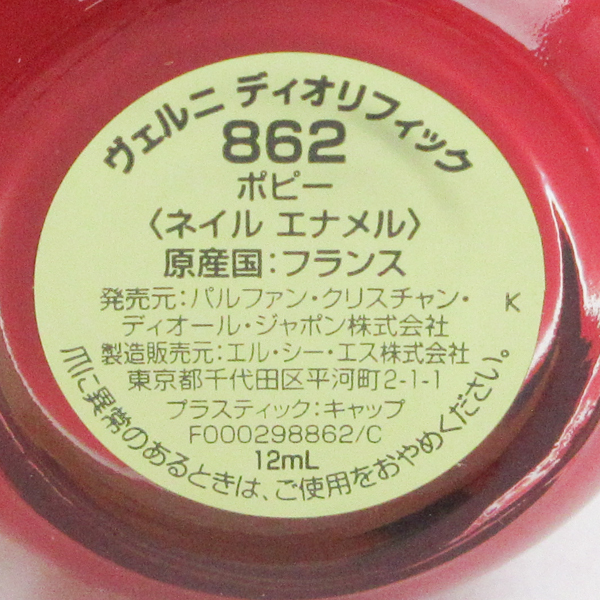 ヴェルニ ディオリフィック
862
ポピー
〈ネイル エナメル〉
原産国:フランス
発売元:パルファン・クリスチャン・
ディオール・ジャポン株式会社
K
製造販売元:エル・シー・エス株式会社
東京都千代田区平河町2-1-1
プラスティック:キャップ
F000298862/C
12mL
爪に異常のあるときは、ご使用をおやめください。